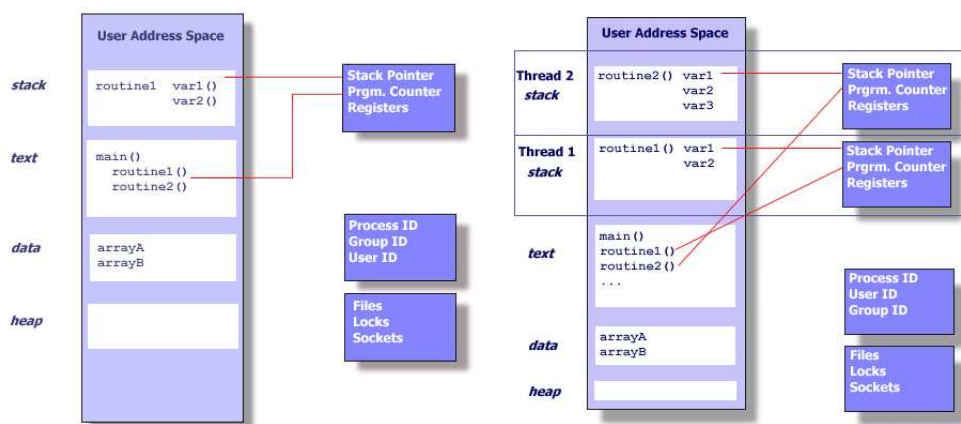 User Address Space
stack
routine1 var1()
var2()
Stack Pointer
Prgrm. Counter
Registers
text
main()
routine1()
routine2()
Process ID
Group ID
User ID
data
arrayA
arrayB
Files
Locks
Sockets
heap
User Address Space
Thread 2
stack
routine2() var1
var2
var3
Stack Pointer
Prgrm. Counter
Registers
Thread 1
stack
routine1() var1
var2
Stack Pointer
Prgrm. Counter
Registers
text
main()
routine1()
routine2()
...
Process ID
User ID
Group ID
data
arrayA
arrayB
Files
Locks
Sockets
heap